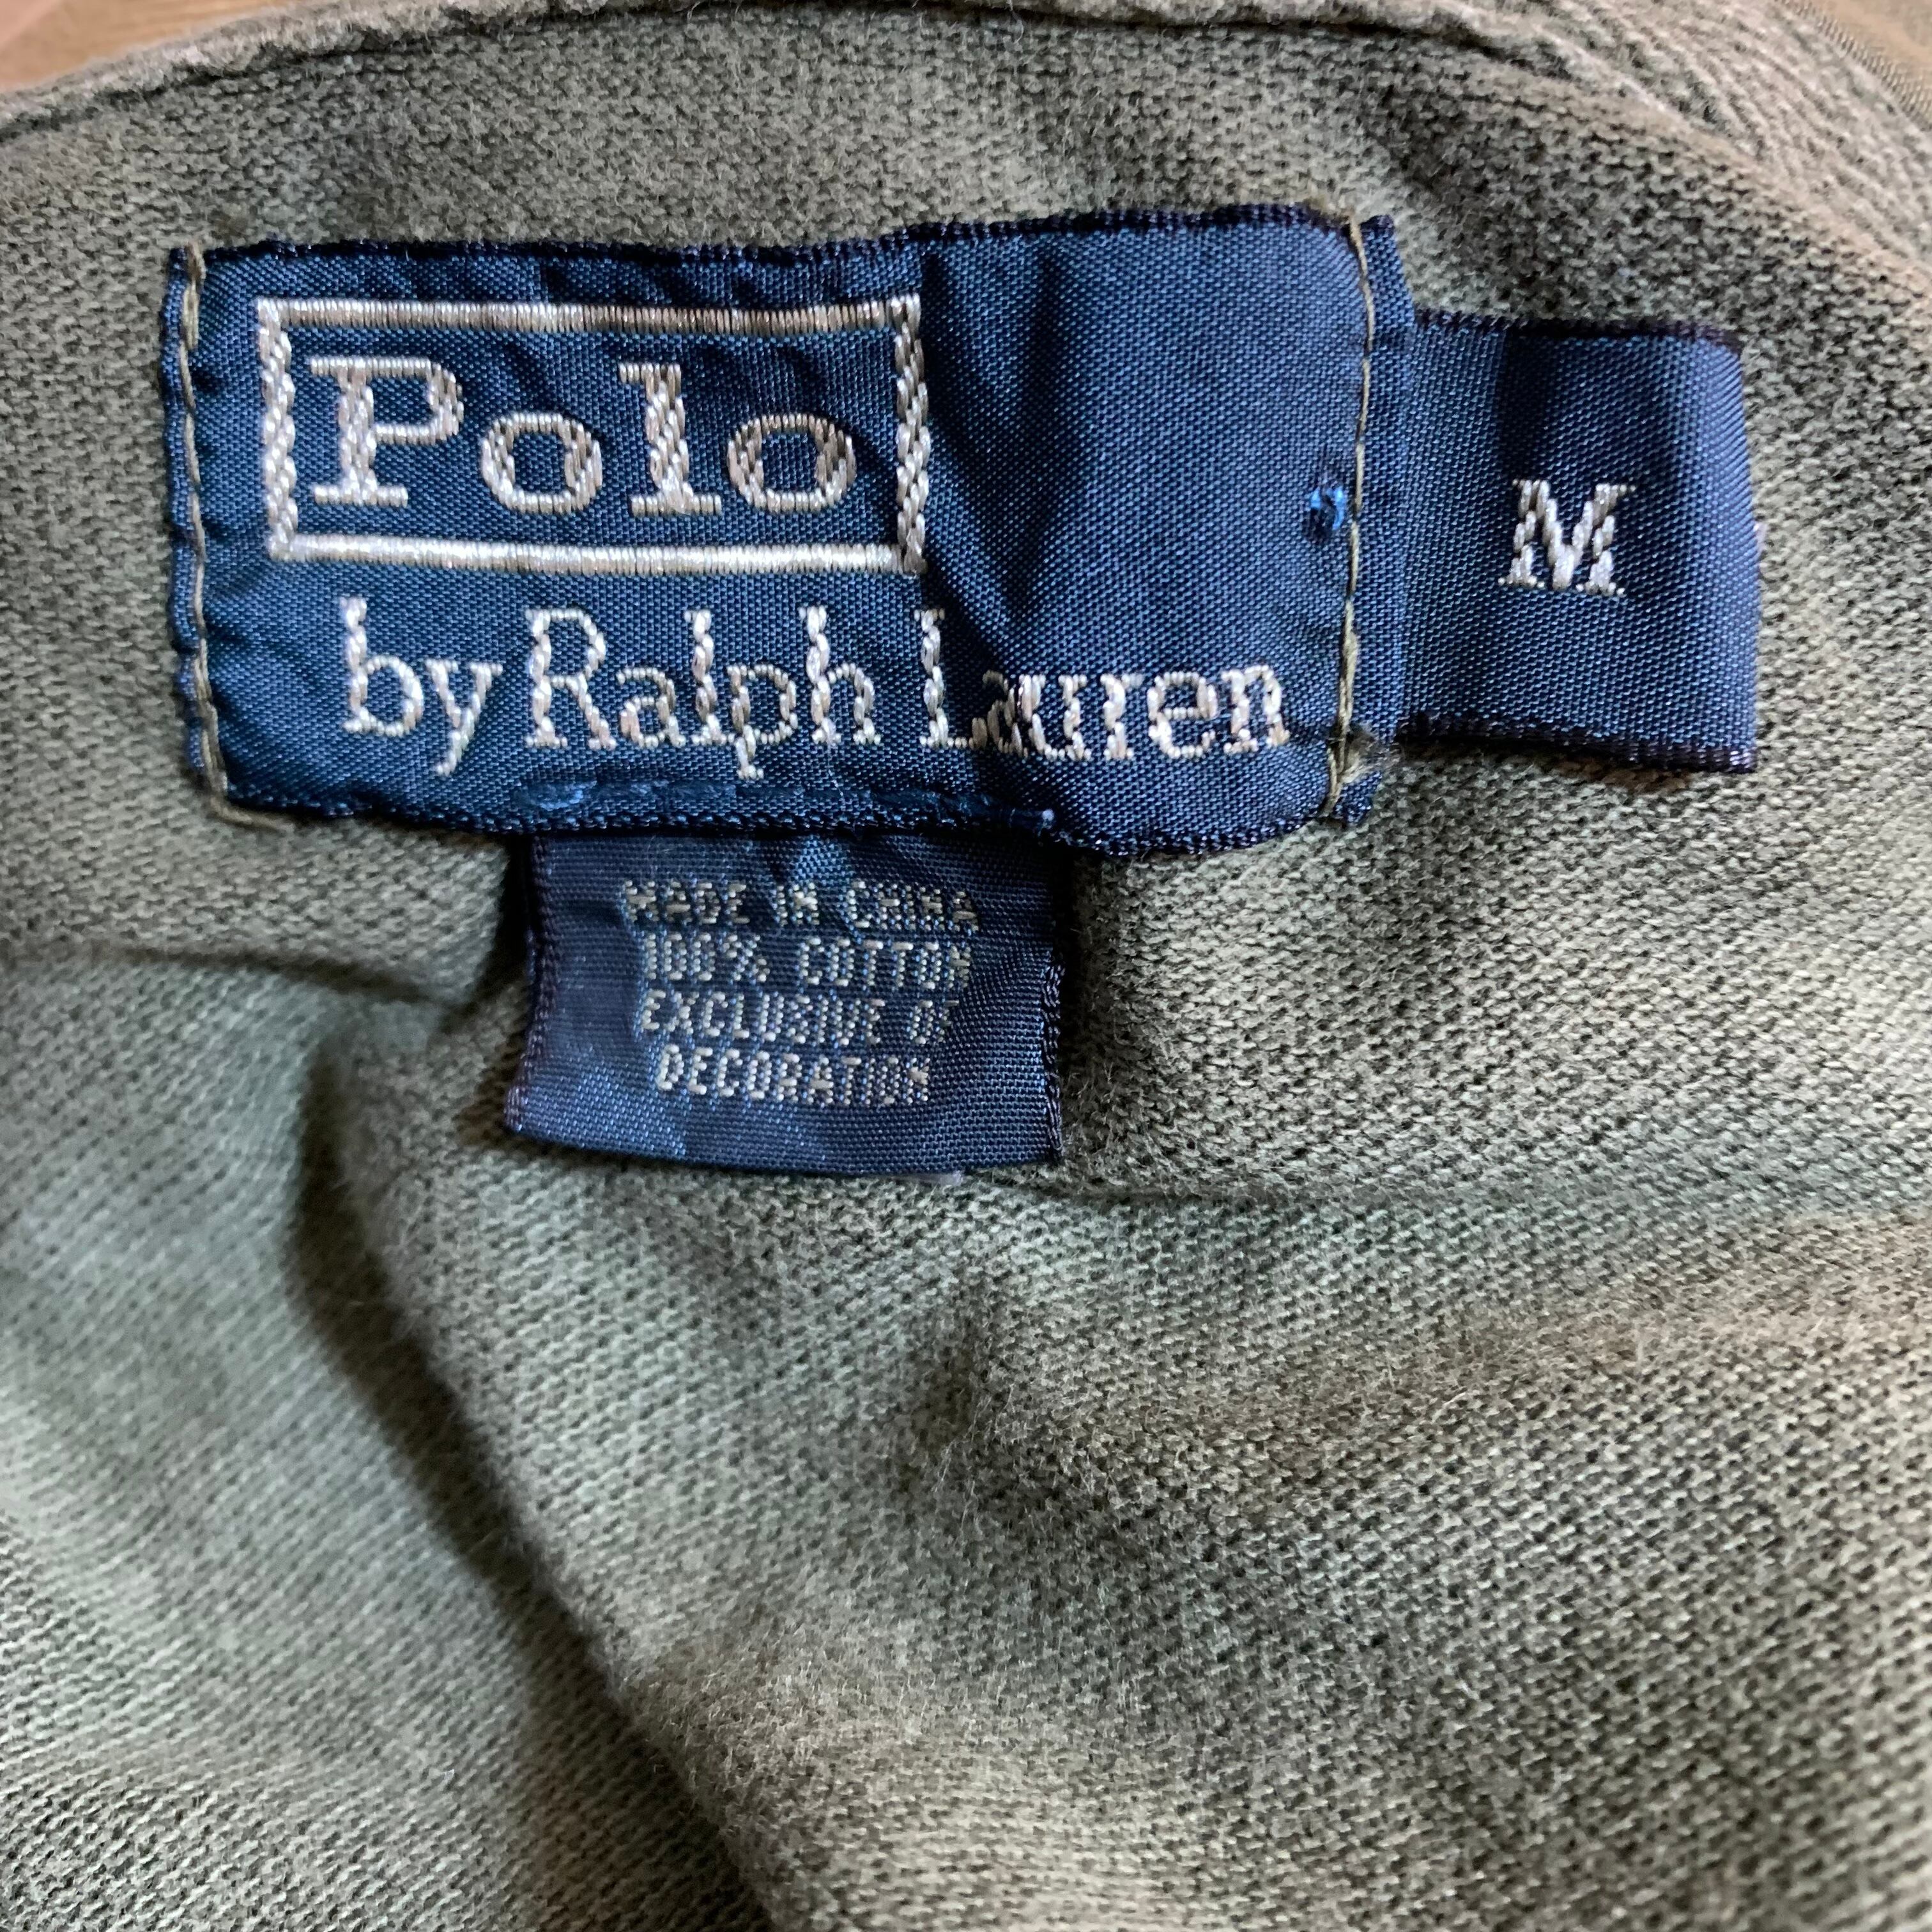 Polo
by Ralph Lauren
M
MADE IN CHINA
100% COTTON
EXCLUSIVE OF
DECORATION